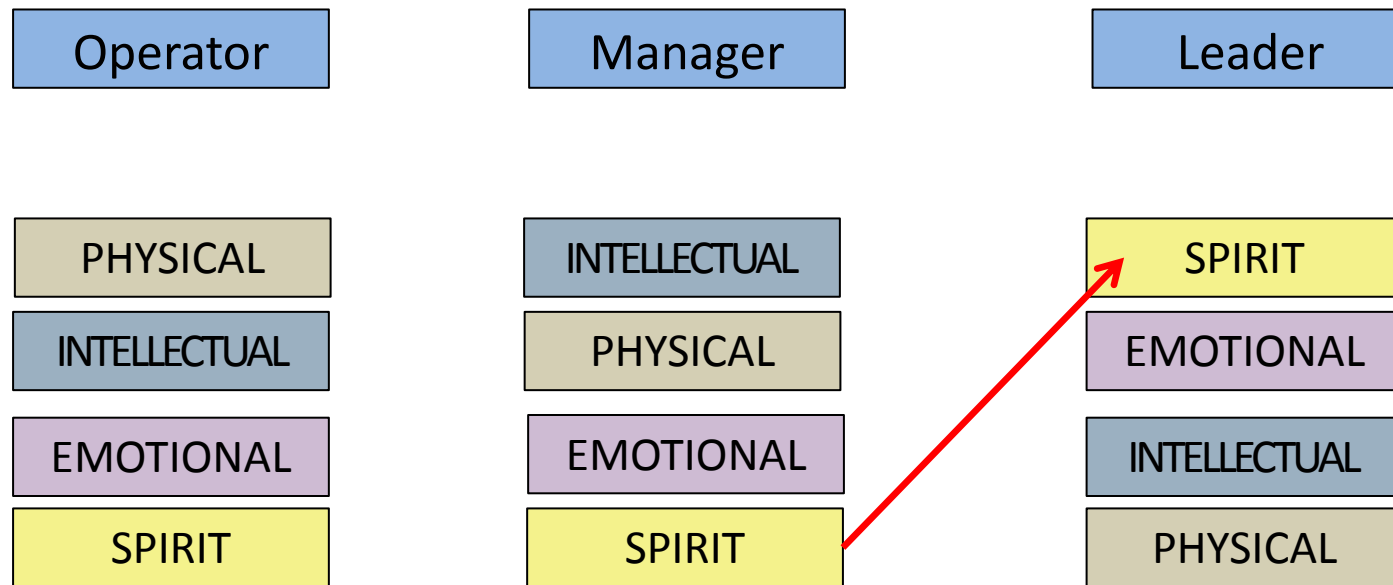 Operator
Manager
Leader
PHYSICAL
INTELLECTUAL
SPIRIT
INTELLECTUAL
PHYSICAL
EMOTIONAL
EMOTIONAL
EMOTIONAL
INTELLECTUAL
SPIRIT
SPIRIT
PHYSICAL